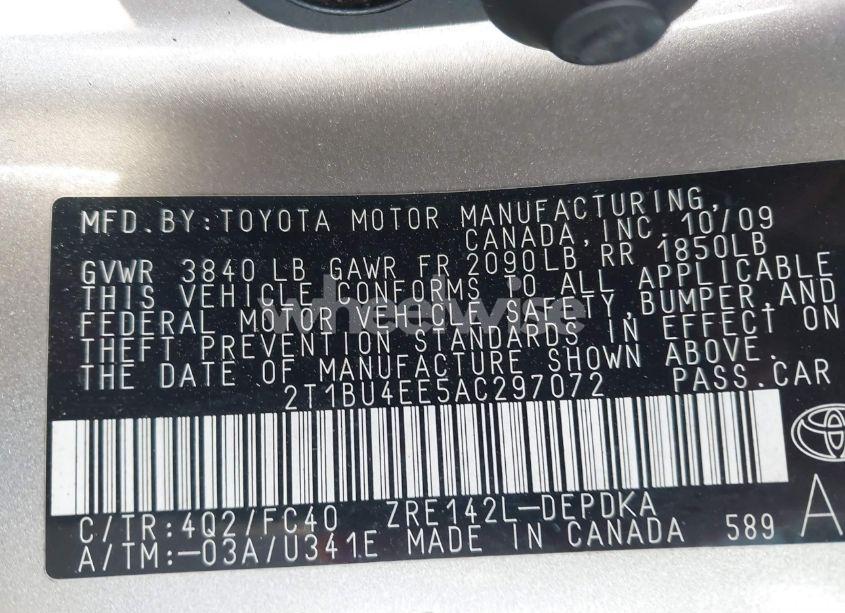 MFD.BY:TOYOTA MOTOR MANUFACTURING,
CANADA, INC. 10/09
GVWR 3840 LB GAWR FR 2090LB RR 1850LB
THIS VEHICLE CONFORMS TO ALL APPLICABLE
FEDERAL MOTOR VEHICLE SAFETY, BUMPER, AND
THEFT PREVENTION STANDARDS IN EFFECT ON
THE DATE OF MANUFACTURE SHOWN ABOVE.
2T1BU4EE5AC297072 PASS.CAR
C/TR:4Q2/FC40 ZRE142L-DEPDKA
A/TM:-03A/U341E MADE IN CANADA 589 A
wheelwise